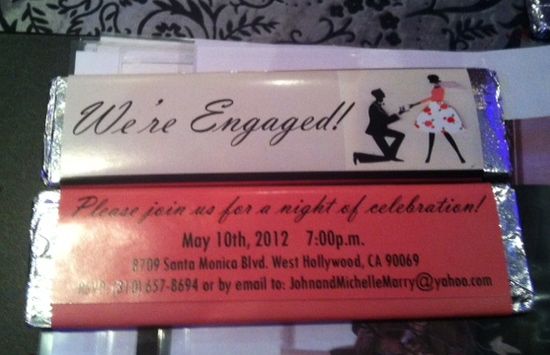 We're Engaged!
Please join us for a night of celebration!
May 10th, 2012 7:00p.m.
8709 Santa Monica Blvd. West Hollywood, CA 90069
(310)657-8694 or by email to: JohnandMichelleMarry@yahoo.com